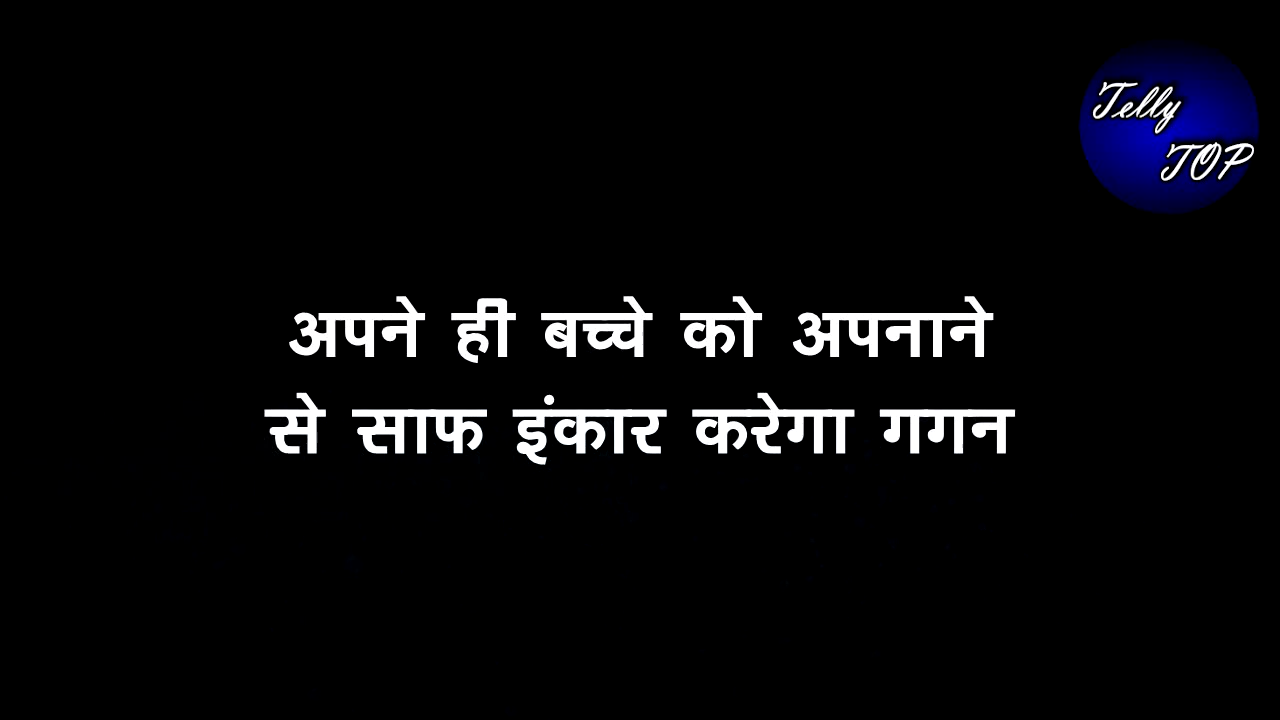 Telly
TOP
अपने ही बच्चे को अपनाने
से साफ इंकार करेगा गगन